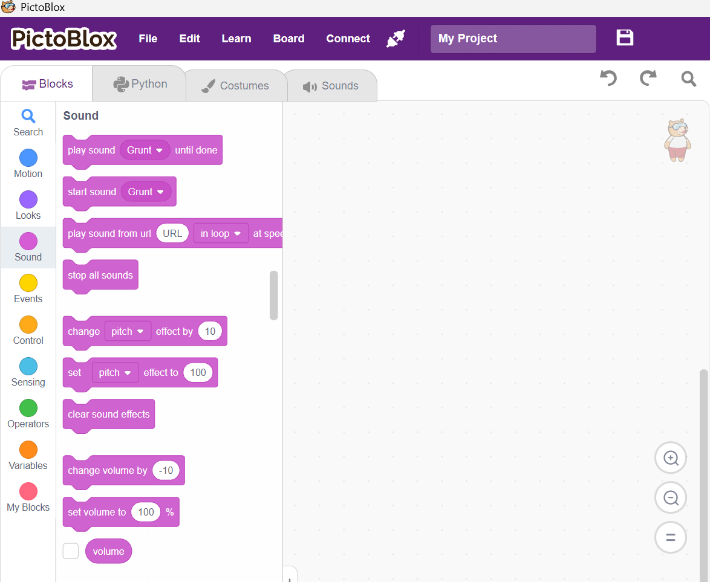 PictoBlox
PictoBlox File Edit Learn Board Connect My Project
Blocks Python Costumes Sounds
Search
Motion
Looks
Sound
Events
Control
Sensing
Operators
Variables
My Blocks
Sound
play sound Grunt until done
start sound Grunt
play sound from url URL in loop at spe
stop all sounds
change pitch effect by 10
set pitch effect to 100
clear sound effects
change volume by -10
set volume to 100 %
volume